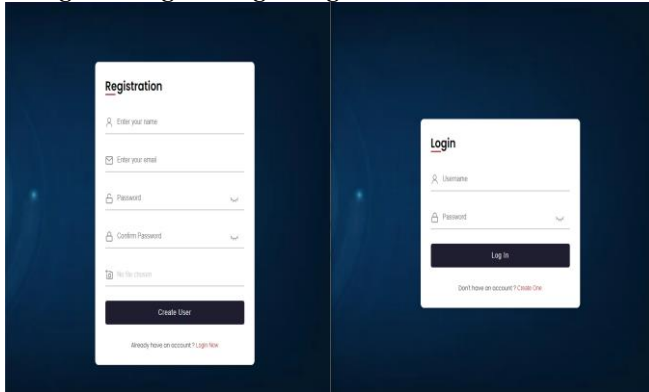 Registration
Enter your name
Enter your email
Password
Confirm Password
No file chosen
Create User
Already have an account ? Login Now
Login
Username
Password
Log In
Don't have an account ? Create One